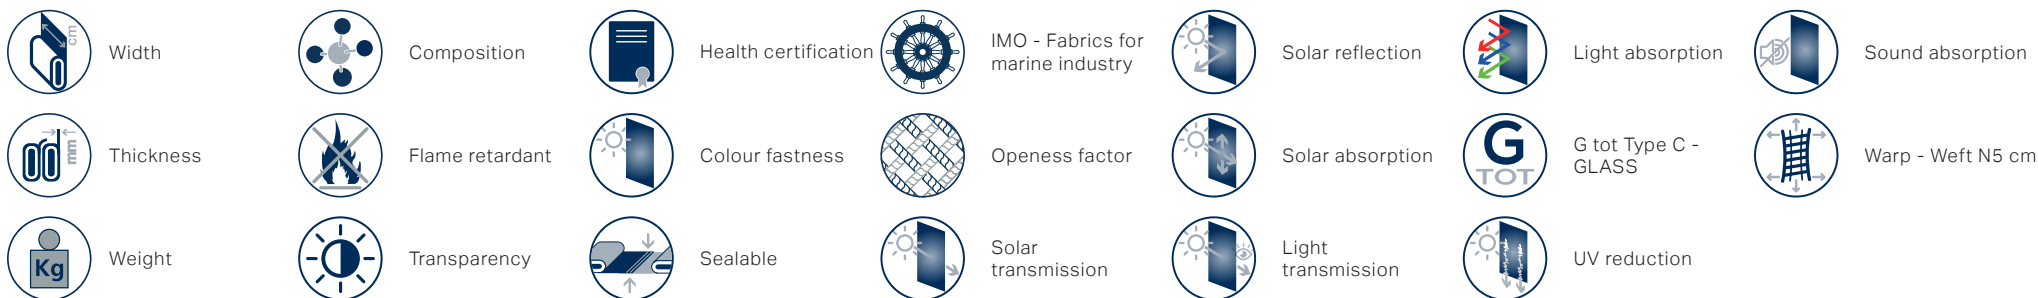 cm
Width
Composition
Health certification
IMO - Fabrics for
marine industry
Solar reflection
Light absorption
Sound absorption
mm
Thickness
Flame retardant
Colour fastness
Openess factor
Solar absorption
G
TOT
G tot Type C -
GLASS
Warp - Weft N5 cm
Kg
Weight
Transparency
Sealable
Solar
transmission
Light
transmission
UV reduction